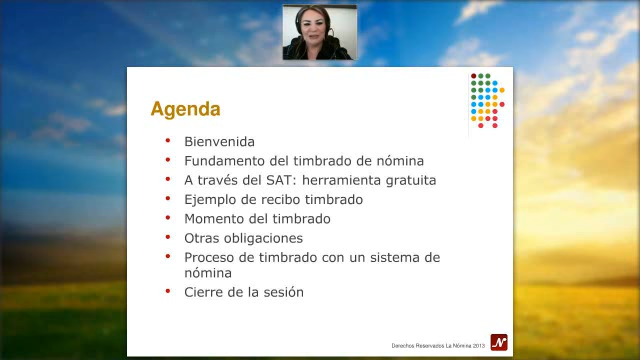 Agenda
Bienvenida
Fundamento del timbrado de nómina
A través del SAT: herramienta gratuita
Ejemplo de recibo timbrado
Momento del timbrado
Otras obligaciones
Proceso de timbrado con un sistema de
nómina
Cierre de la sesión
Derechos Reservados La Nómina 2013
N